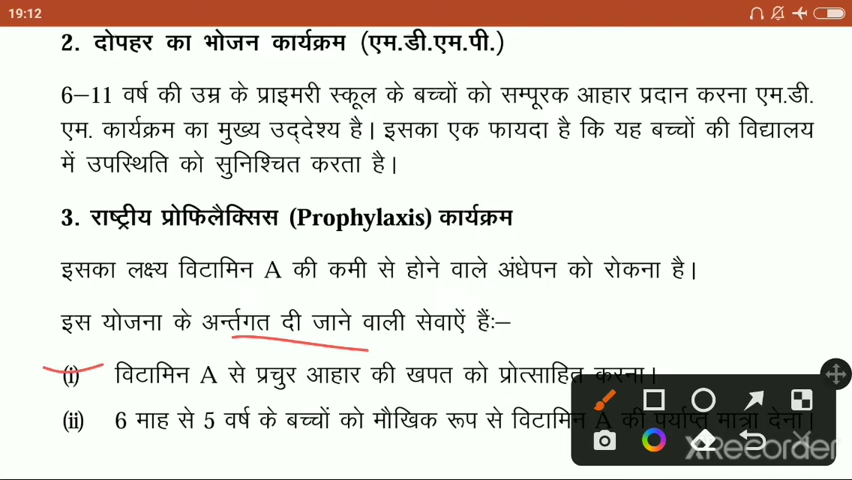 19:12
2. दोपहर का भोजन कार्यक्रम (एम.डी.एम.पी.)
6–11 वर्ष की उम्र के प्राइमरी स्कूल के बच्चों को सम्पूरक आहार प्रदान करना एम.डी.
एम. कार्यक्रम का मुख्य उद्देश्य है। इसका एक फायदा है कि यह बच्चों की विद्यालय
में उपस्थिति को सुनिश्चित करता है।
3. राष्ट्रीय प्रोफिलैक्सिस (Prophylaxis) कार्यक्रम
इसका लक्ष्य विटामिन A की कमी से होने वाले अंधेपन को रोकना है।
इस योजना के अर्न्तगत दी जाने वाली सेवाऐं हैं:–
(i) विटामिन A से प्रचुर आहार की खपत को प्रोत्साहित करना।
(ii) 6 माह से 5 वर्ष के बच्चों को मौखिक रूप से विटामिन A की पर्याप्त मात्रा देना।
XRecorder